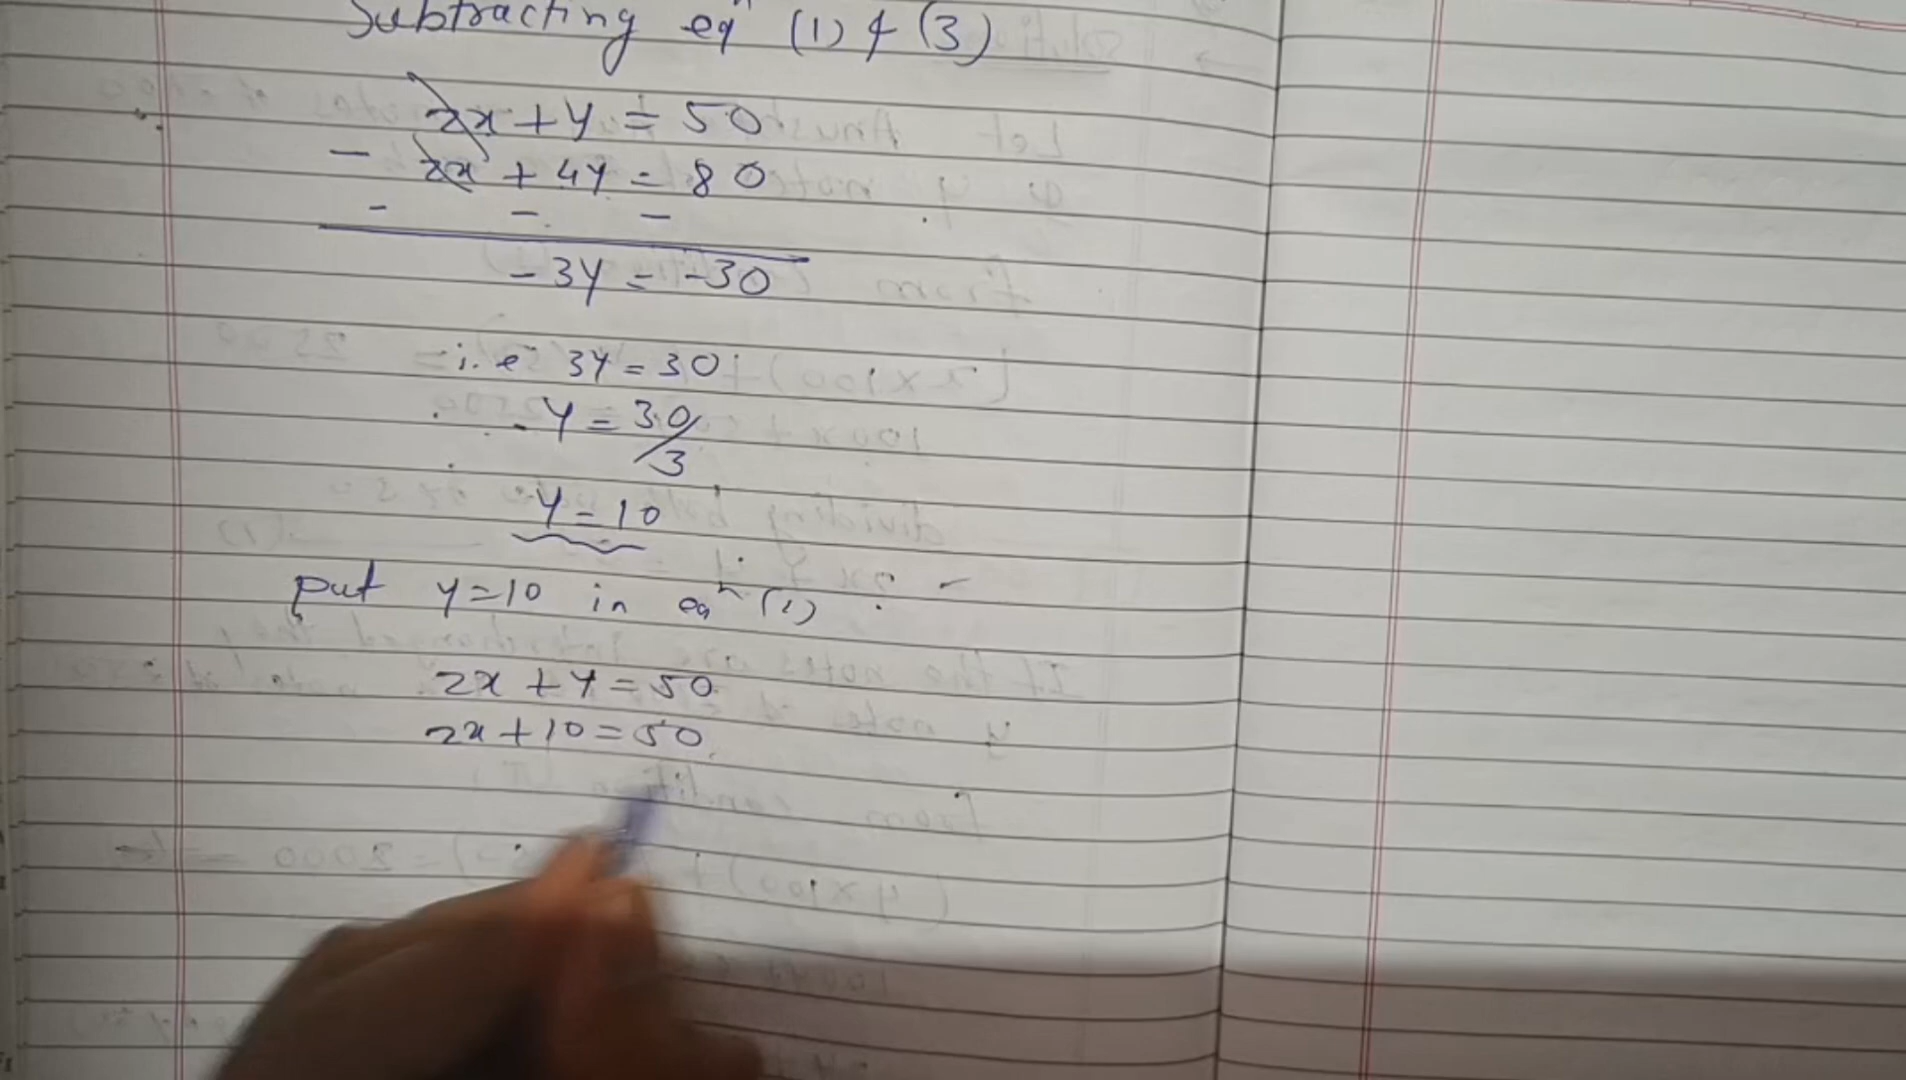 Subtracting eqn (1) & (3)
2x + y = 50
- 2x + 4y = 80
- - -
-3y = -30
i.e 3y = 30
y = 30/3
y = 10
put y = 10 in eqn (1)
2x + y = 50
2x + 10 = 50